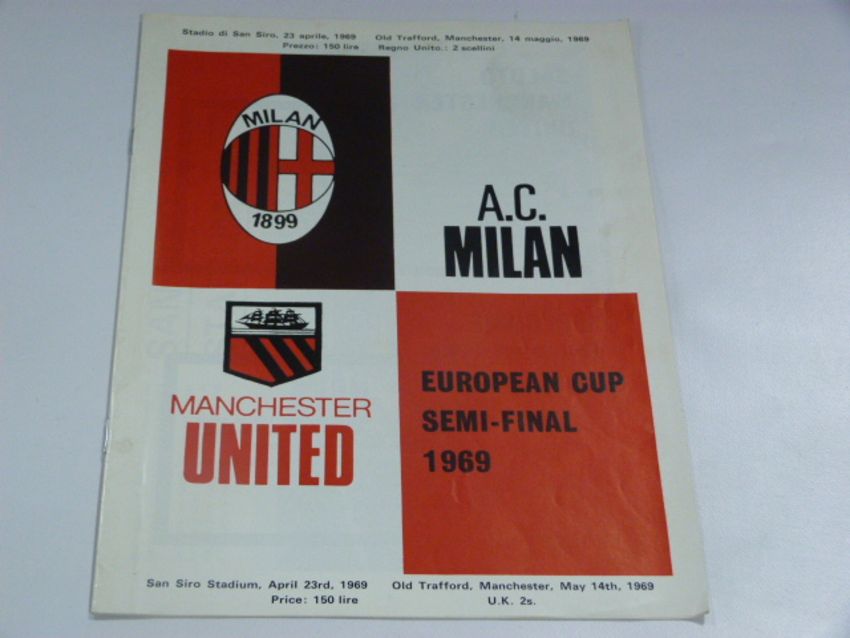 Stadio di San Siro, 23 aprile, 1969 Old Trafford, Manchester, 14 maggio, 1969
Prezzo: 150 lire Regno Unito.: 2 scellini
MILAN
1899
A.C.
MILAN
MANCHESTER
UNITED
EUROPEAN CUP
SEMI-FINAL
1969
San Siro Stadium, April 23rd, 1969 Old Trafford, Manchester, May 14th, 1969
Price: 150 lire U.K. 2s.